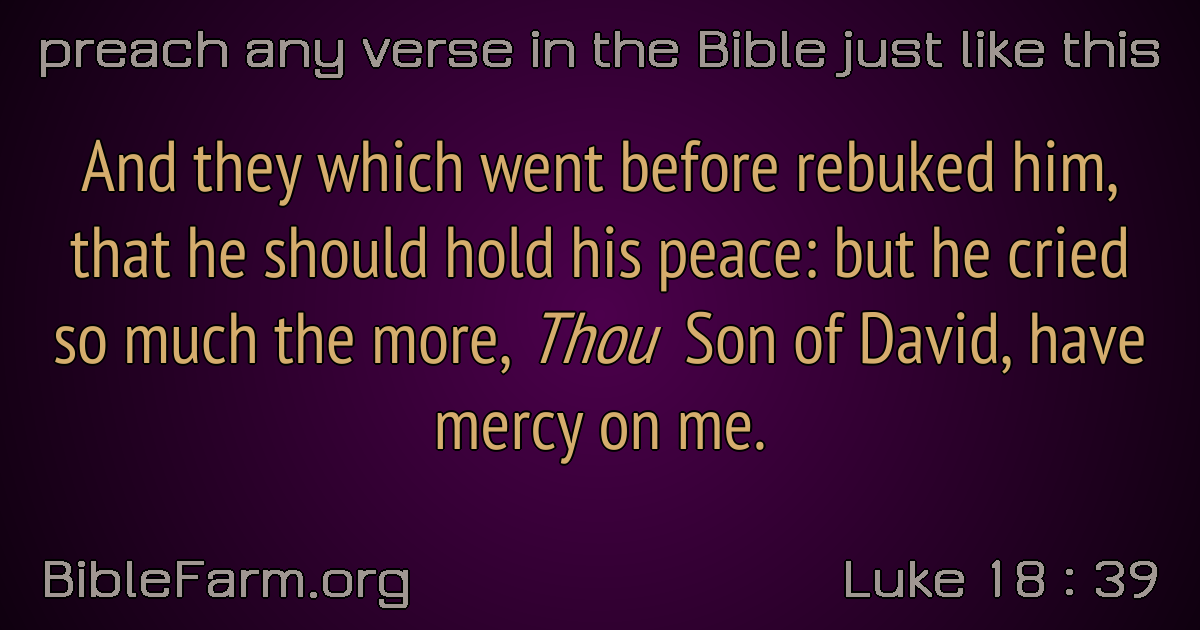 preach any verse in the Bible just like this
And they which went before rebuked him,
that he should hold his peace: but he cried
so much the more, Thou Son of David, have
mercy on me.
BibleFarm.org
Luke 18 : 39